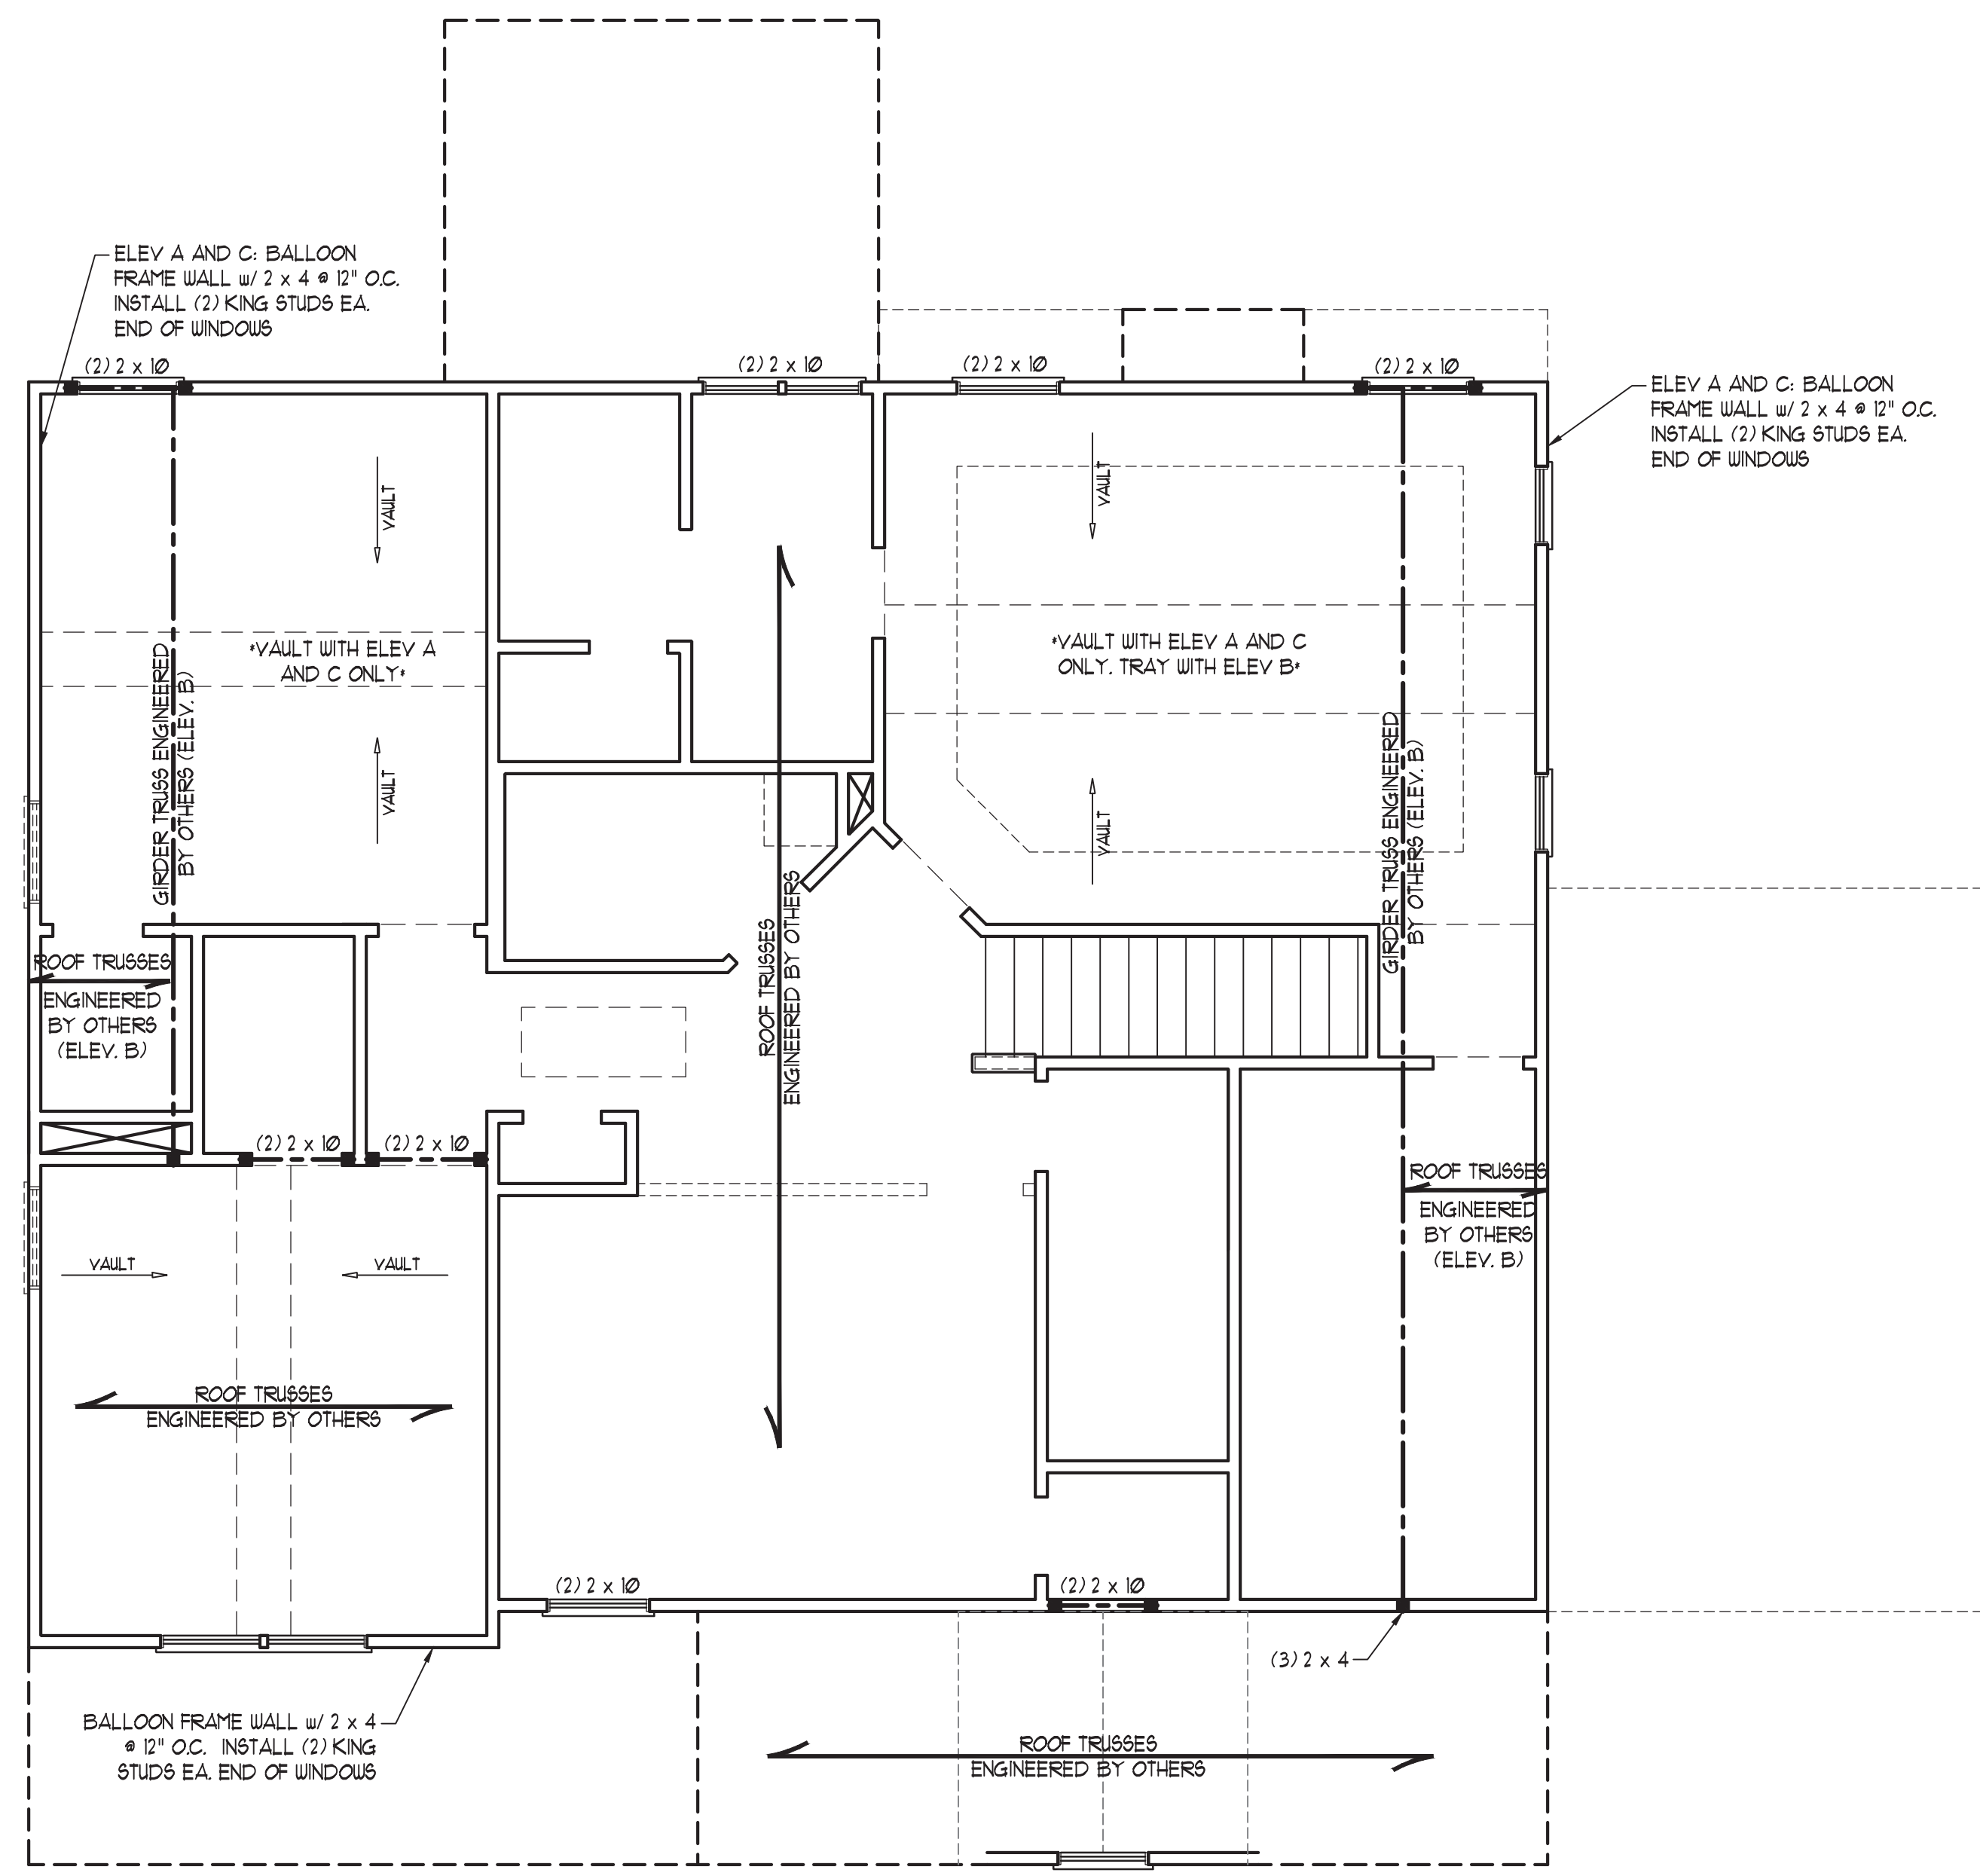 ELEV A AND C: BALLOON
FRAME WALL w/ 2 x 4 @ 12" O.C.
INSTALL (2) KING STUDS EA.
END OF WINDOWS
(2) 2 x 10
(2) 2 x 10
(2) 2 x 10
(2) 2 x 10
ELEV A AND C: BALLOON
FRAME WALL w/ 2 x 4 @ 12" O.C.
INSTALL (2) KING STUDS EA.
END OF WINDOWS
VAULT
VAULT
*VAULT WITH ELEV A
AND C ONLY*
*VAULT WITH ELEV A AND C
ONLY. TRAY WITH ELEV B*
GIRDER TRUSS ENGINEERED
BY OTHERS (ELEV. B)
VAULT
VAULT
GIRDER TRUSS ENGINEERED
BY OTHERS (ELEV. B)
ROOF TRUSSES
ENGINEERED BY OTHERS
ROOF TRUSSES
ENGINEERED
BY OTHERS
(ELEV. B)
(2) 2 x 10
(2) 2 x 10
ROOF TRUSSES
ENGINEERED
BY OTHERS
(ELEV. B)
VAULT
VAULT
ROOF TRUSSES
ENGINEERED BY OTHERS
(2) 2 x 10
(2) 2 x 10
(3) 2 x 4
BALLOON FRAME WALL w/ 2 x 4
@ 12" O.C. INSTALL (2) KING
STUDS EA. END OF WINDOWS
ROOF TRUSSES
ENGINEERED BY OTHERS